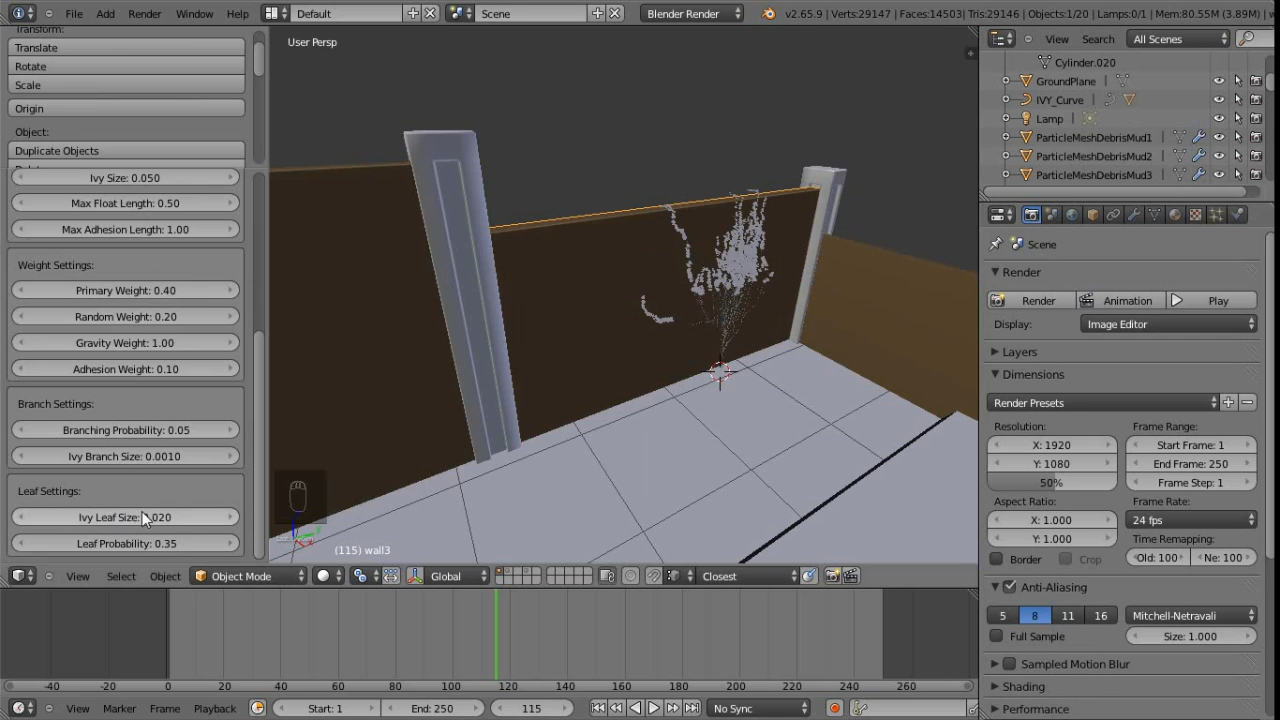 File Add Render Window Help
Default
Scene
Blender Render
v2.65.9 | Verts:29147 | Faces:14503| Tris:29146 | Objects:1/20 | Lamps:0/1 | Mem:80.55M (3.89M) |
Transform:
Translate
Rotate
Scale
Origin
Object:
Duplicate Objects
Ivy Size: 0.050
Max Float Length: 0.50
Max Adhesion Length: 1.00
Weight Settings:
Primary Weight: 0.40
Random Weight: 0.20
Gravity Weight: 1.00
Adhesion Weight: 0.10
Branch Settings:
Branching Probability: 0.05
Ivy Branch Size: 0.0010
Leaf Settings:
Ivy Leaf Size: 020
Leaf Probability: 0.35
User Persp
(115) wall3
View Select Object
Object Mode
Global
Closest
-40 -20 0 20 40 60 80 100 120 140 160 180 200 220 240 260
View Marker Frame Playback
Start: 1
End: 250
115
No Sync
View Search
All Scenes
Cylinder.020
GroundPlane
IVY_Curve
Lamp
ParticleMeshDebrisMud1
ParticleMeshDebrisMud2
ParticleMeshDebrisMud3
Scene
Render
Render Animation Play
Display: Image Editor
Layers
Dimensions
Render Presets
Resolution: Frame Range:
X: 1920 Start Frame: 1
Y: 1080 End Frame: 250
50% Frame Step: 1
Aspect Ratio: Frame Rate:
X: 1.000 24 fps
Y: 1.000 Time Remapping:
Border Crop Old: 100 Ne: 100
Anti-Aliasing
5 8 11 16 Mitchell-Netravali
Full Sample Size: 1.000
Sampled Motion Blur
Shading
Performance